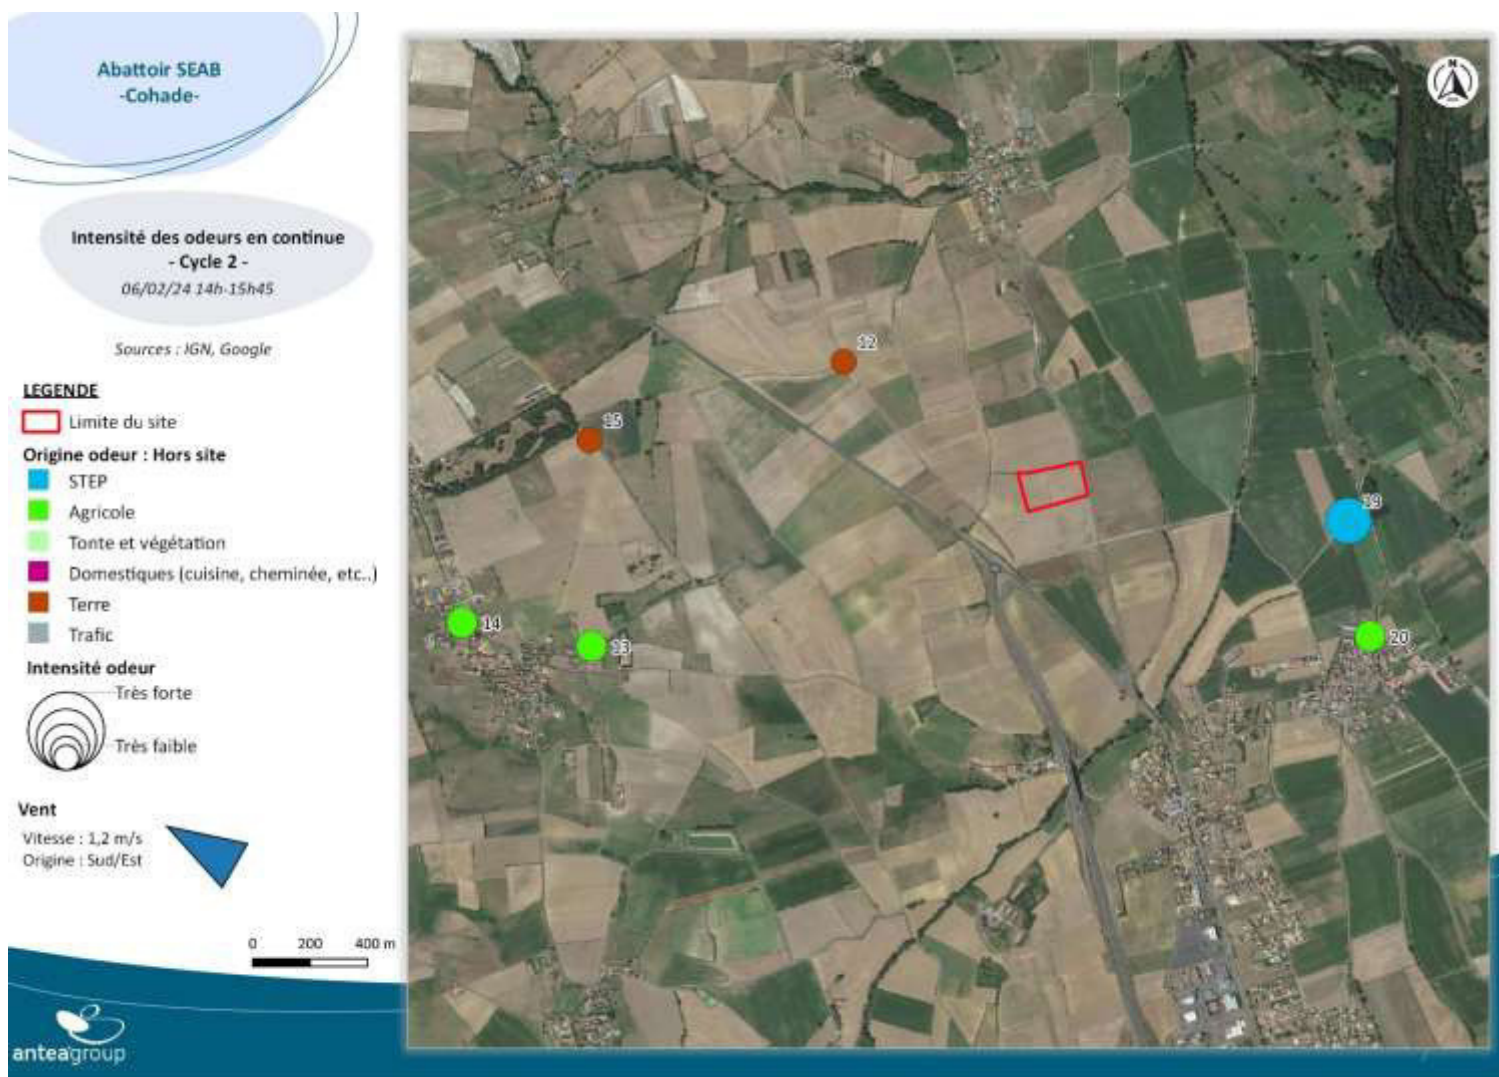 Abattoir SEAB
-Cohade-
Intensité des odeurs en continue
- Cycle 2 -
06/02/24 14h-15h45
Sources : IGN, Google
LEGENDE
Limite du site
Origine odeur : Hors site
STEP
Agricole
Tonte et végétation
Domestiques (cuisine, cheminée, etc..)
Terre
Trafic
Intensité odeur
Très forte
Très faible
Vent
Vitesse : 1,2 m/s
Origine : Sud/Est
0 200 400 m
anteagroup
N
12
15
19
14
13
20